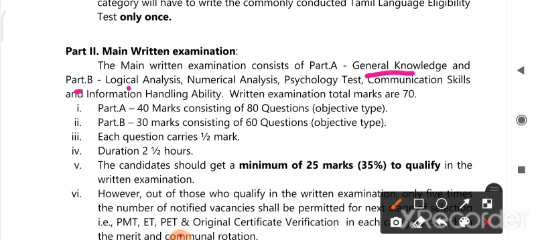 category will have to write the commonly conducted Tamil Language Eligibility
Test only once.
Part II. Main Written examination:
The Main written examination consists of Part.A - General Knowledge and
Part.B - Logical Analysis, Numerical Analysis, Psychology Test, Communication Skills
and Information Handling Ability. Written examination total marks are 70.
i. Part.A – 40 Marks consisting of 80 Questions (objective type).
ii. Part.B – 30 marks consisting of 60 Questions (objective type).
iii. Each question carries ½ mark.
iv. Duration 2 ½ hours.
v. The candidates should get a minimum of 25 marks (35%) to qualify in the
written examination.
vi. However, out of those who qualify in the written examination, only five times
the number of notified vacancies shall be permitted for next
i.e., PMT, ET, PET & Original Certificate Verification in each
the merit and communal rotation.